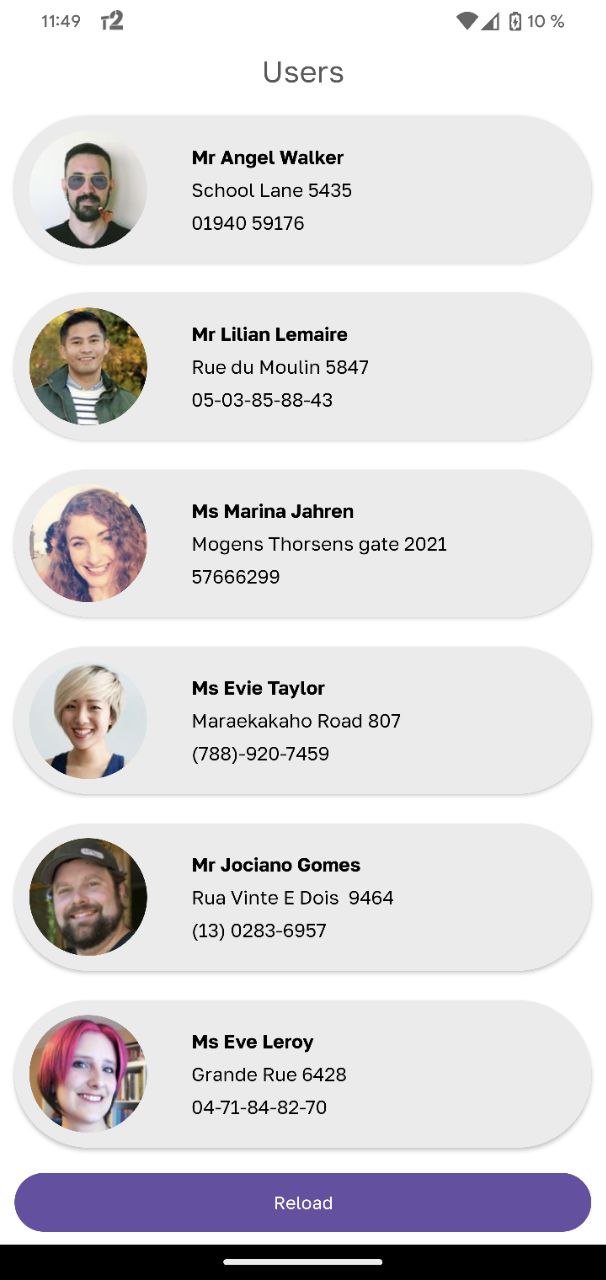 11:49 T2 10 %
Users
Mr Angel Walker
School Lane 5435
01940 59176
Mr Lilian Lemaire
Rue du Moulin 5847
05-03-85-88-43
Ms Marina Jahren
Mogens Thorsens gate 2021
57666299
Ms Evie Taylor
Maraekakaho Road 807
(788)-920-7459
Mr Jociano Gomes
Rua Vinte E Dois  9464
(13) 0283-6957
Ms Eve Leroy
Grande Rue 6428
04-71-84-82-70
Reload